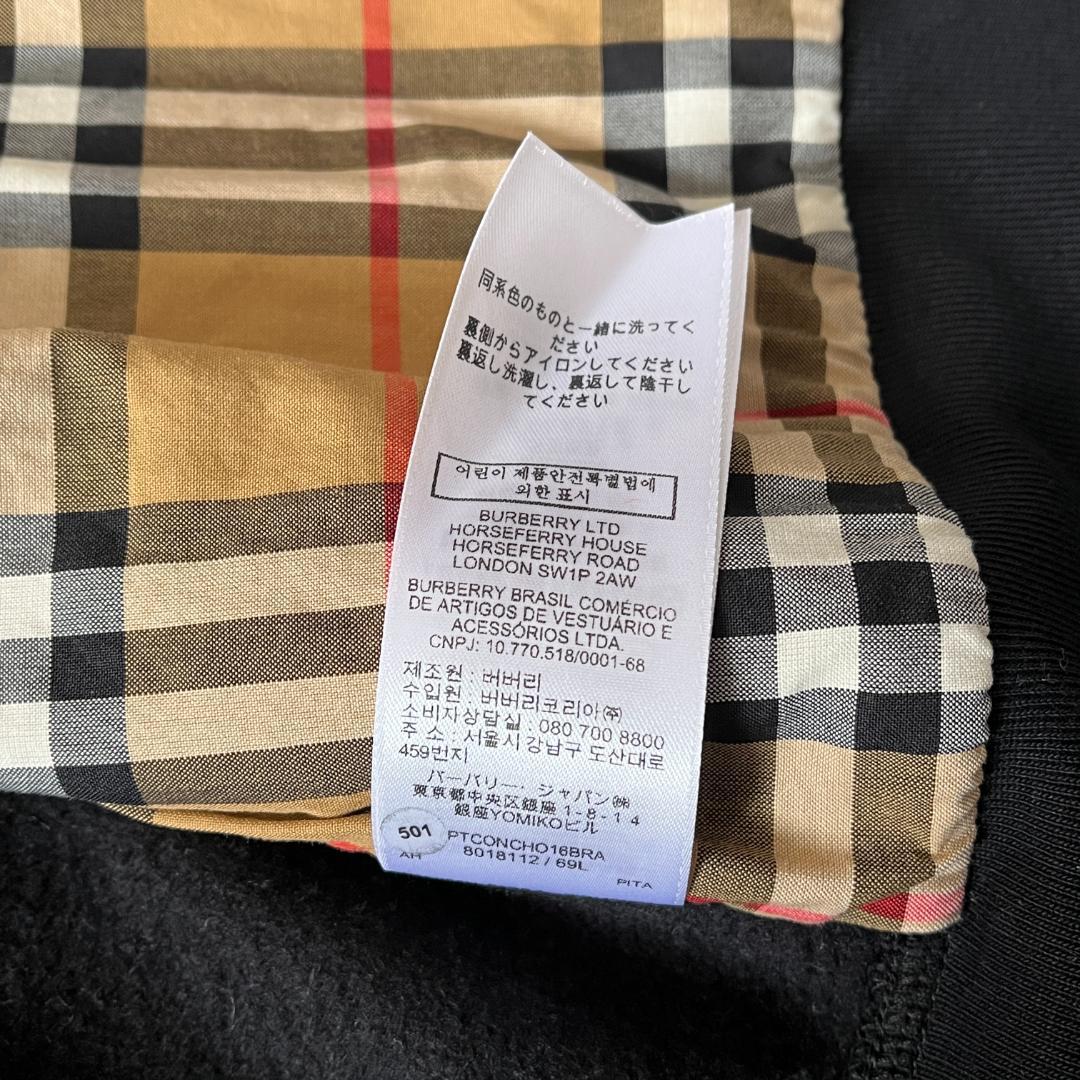 同系色のものと一緒に洗ってく
ださい
裏側からアイロンしてください
裏返し洗濯し、裏返して陰干し
てください
어린이 제품안전특별법에
의한 표시
BURBERRY LTD
HORSEFERRY HOUSE
HORSEFERRY ROAD
LONDON SW1P 2AW
BURBERRY BRASIL COMÉRCIO
DE ARTIGOS DE VESTUÁRIO E
ACESSÓRIOS LTDA.
CNPJ: 10.770.518/0001-68
제조원 : 버버리
수입원 : 버버리코리아㈜
소비자상담실 080 700 8800
주 소 : 서울시 강남구 도산대로
459번지
バーバリー・ジャパン㈱
東京都中央区銀座 1-8-1 4
銀座YOMIKOビル
501
PTCONCHO16BRA
AH
8018112 / 69L
PITA